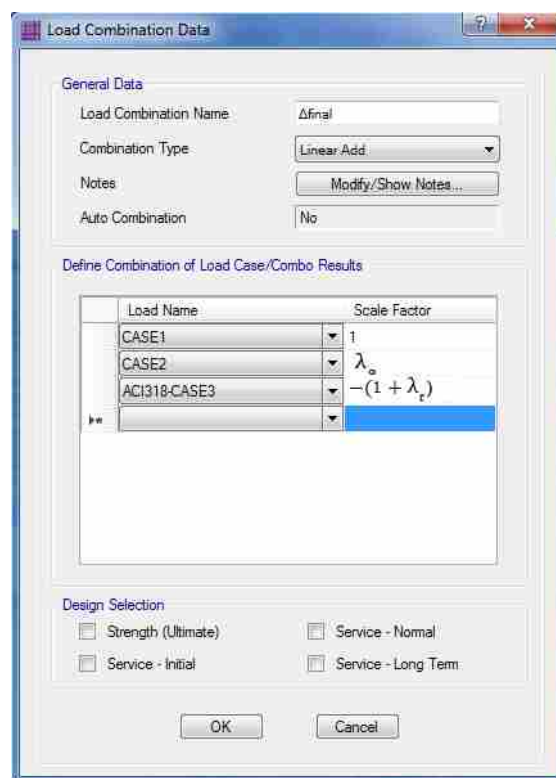 Load Combination Data
General Data
Load Combination Name Δfinal
Combination Type Linear Add
Notes Modify/Show Notes...
Auto Combination No
Define Combination of Load Case/Combo Results
Load Name Scale Factor
CASE1 1
CASE2 λ∞
ACI318-CASE3 −(1 + λt)
Design Selection
Strength (Ultimate) Service - Normal
Service - Initial Service - Long Term
OK Cancel